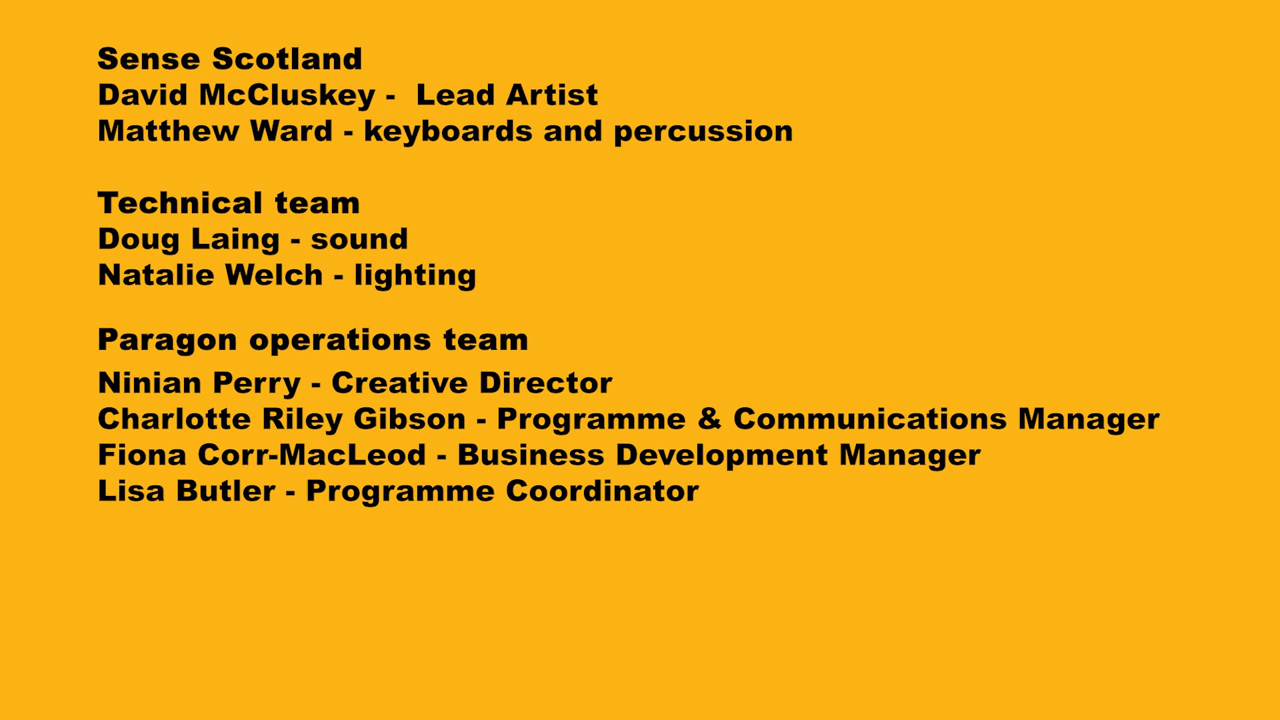 Sense Scotland
David McCluskey -  Lead Artist
Matthew Ward - keyboards and percussion
Technical team
Doug Laing - sound
Natalie Welch - lighting
Paragon operations team
Ninian Perry - Creative Director
Charlotte Riley Gibson - Programme & Communications Manager
Fiona Corr-MacLeod - Business Development Manager
Lisa Butler - Programme Coordinator